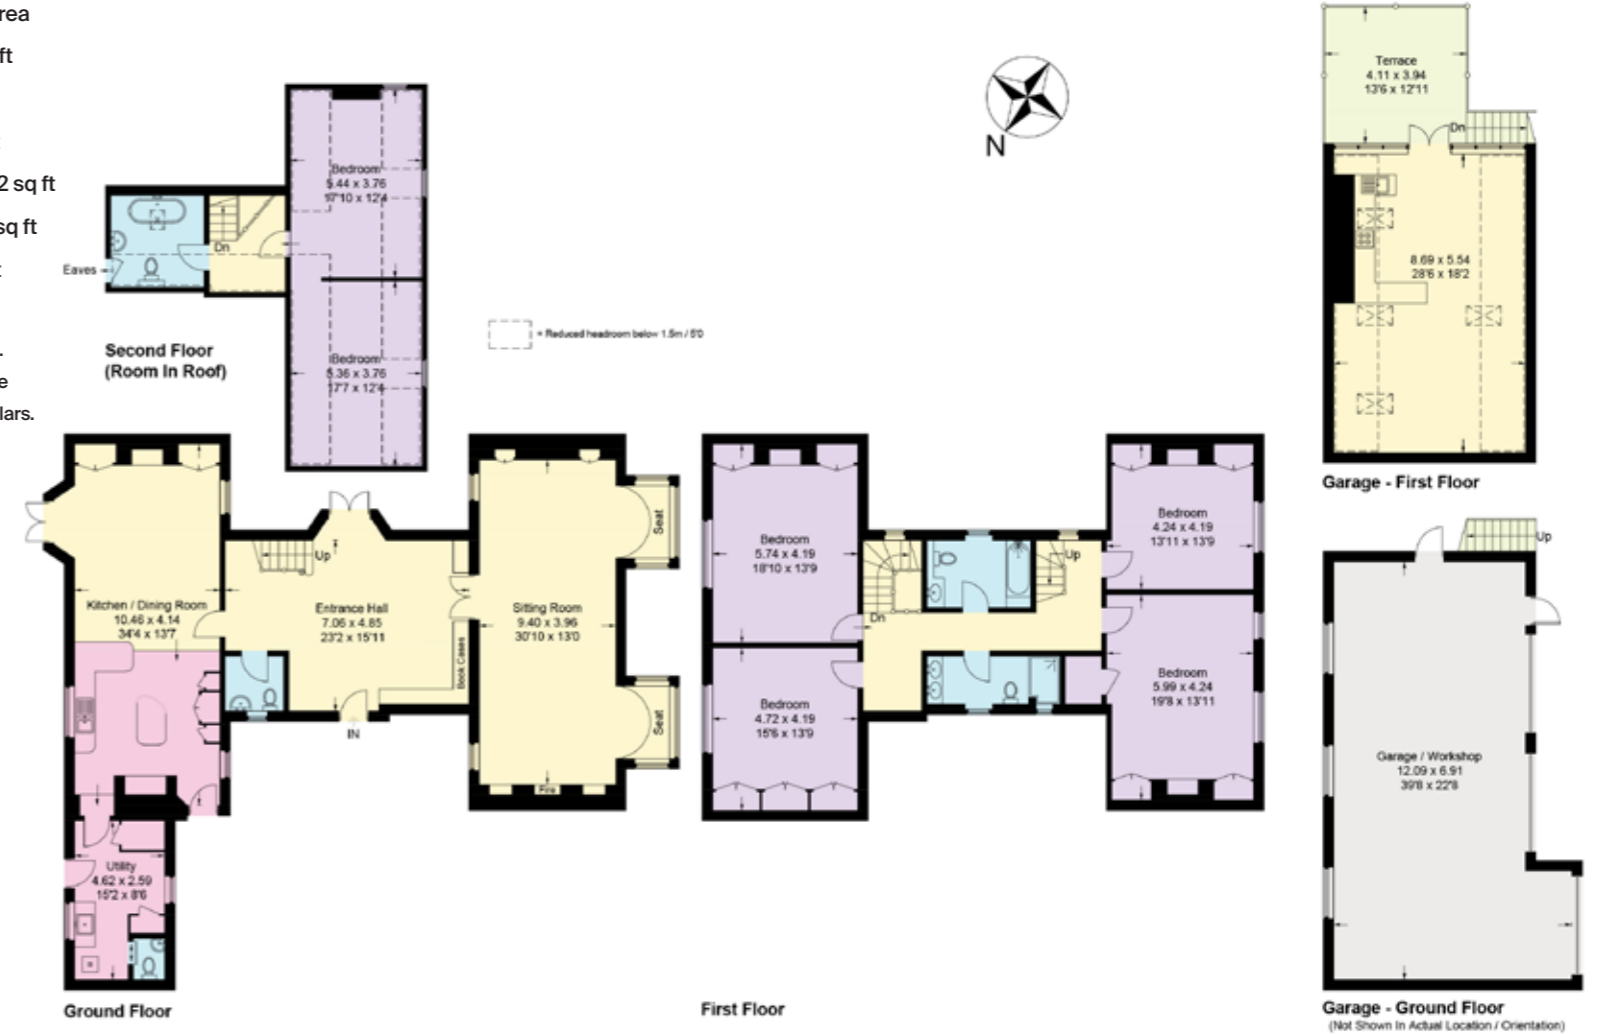 rea
ft
2 sq ft
sq ft
t
.
e
lars.
Eaves
Dn
Bedroom
5.44 x 3.76
17'10 x 12'4
Bedroom
5.36 x 3.76
17'7 x 12'4
Second Floor
(Room In Roof)
= Reduced headroom below 1.5m / 5'0
N
Terrace
4.11 x 3.94
13'6 x 12'11
Dn
8.69 x 5.54
28'6 x 18'2
Garage - First Floor
Kitchen / Dining Room
10.46 x 4.14
34'4 x 13'7
Up
Entrance Hall
7.06 x 4.85
23'2 x 15'11
Book Cases
IN
Sitting Room
9.40 x 3.96
30'10 x 13'0
Seat
Seat
Fire
Utility
4.62 x 2.59
15'2 x 8'6
Ground Floor
Bedroom
5.74 x 4.19
18'10 x 13'9
Dn
Up
Bedroom
4.24 x 4.19
13'11 x 13'9
Bedroom
4.72 x 4.19
15'6 x 13'9
Bedroom
5.99 x 4.24
19'8 x 13'11
First Floor
Up
Garage / Workshop
12.09 x 6.91
39'8 x 22'8
Garage - Ground Floor
(Not Shown In Actual Location / Orientation)